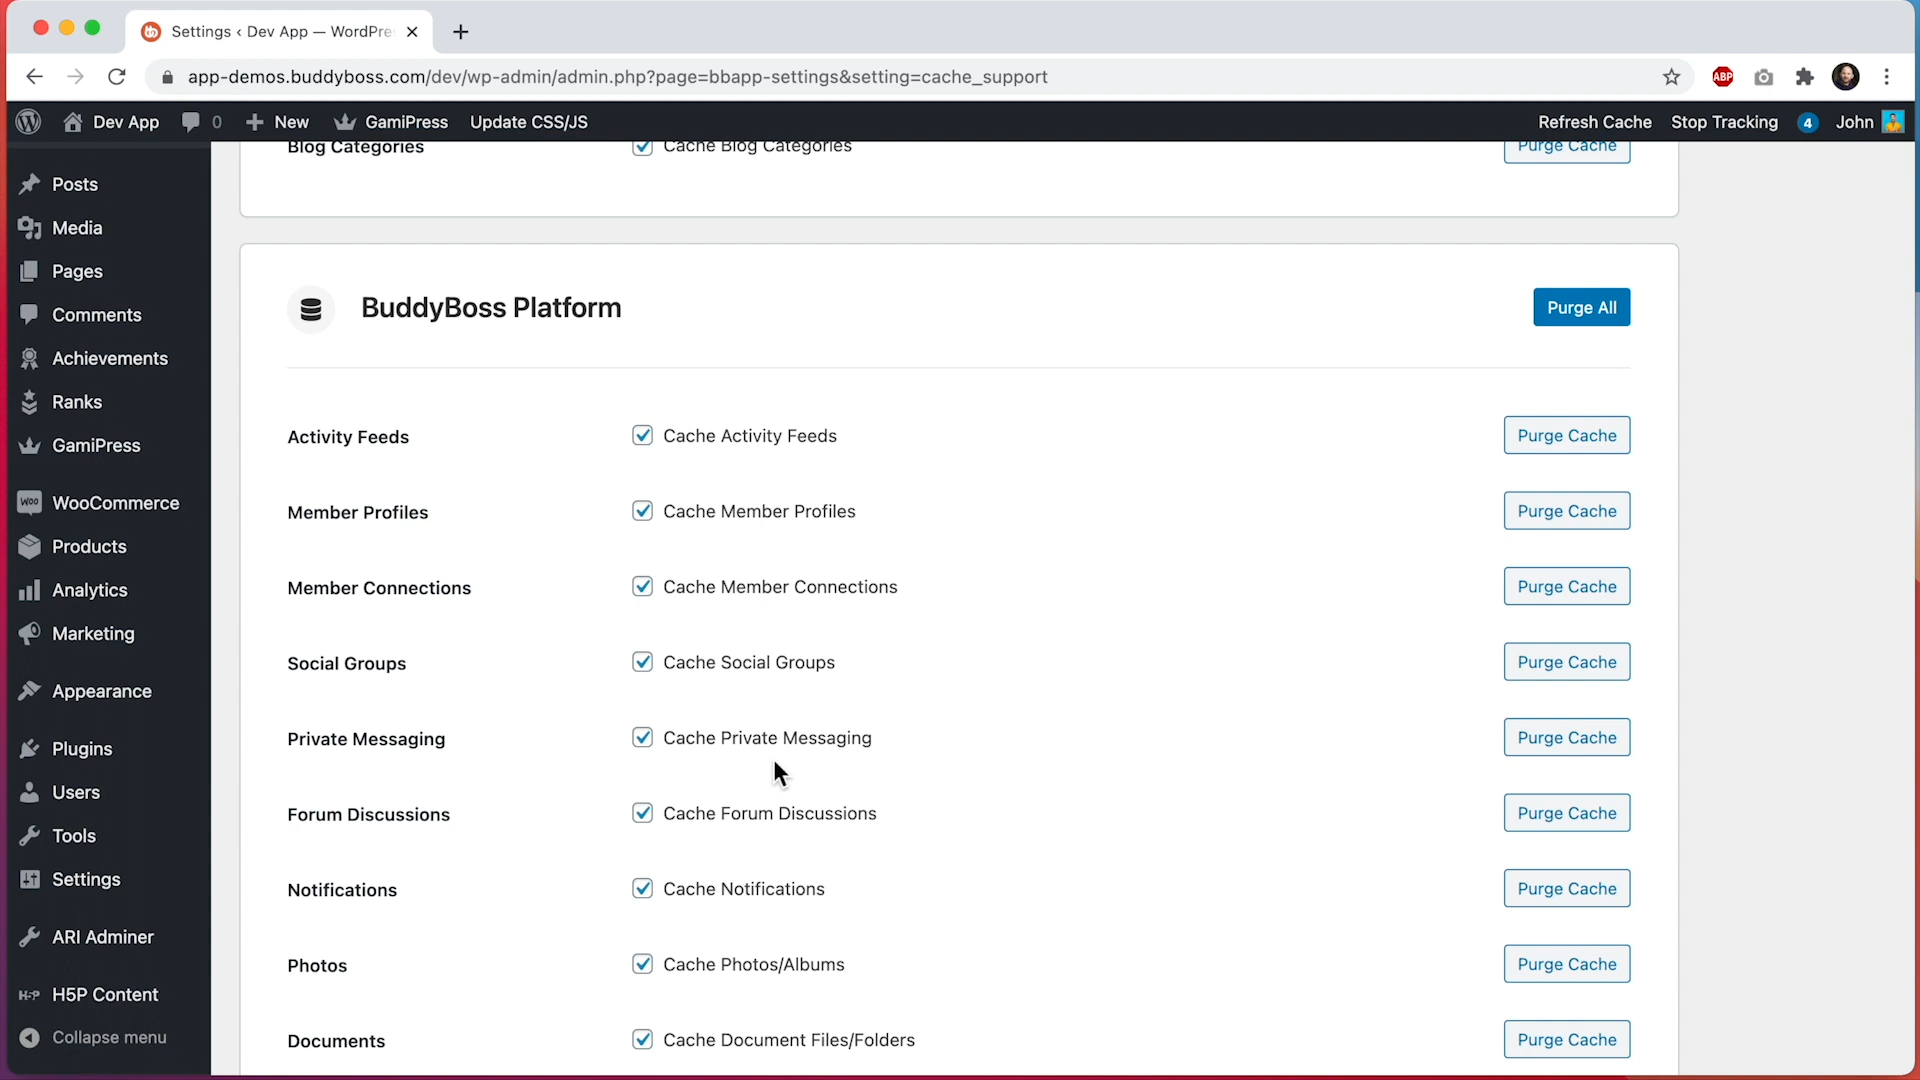 Settings ‹ Dev App — WordPre
app-demos.buddyboss.com/dev/wp-admin/admin.php?page=bbapp-settings&setting=cache_support
ABP
Dev App 0 New GamiPress Update CSS/JS Refresh Cache Stop Tracking 4 John
Posts
Media
Pages
Comments
Achievements
Ranks
GamiPress
WOO WooCommerce
Products
Analytics
Marketing
Appearance
Plugins
Users
Tools
Settings
ARI Adminer
H5P H5P Content
Collapse menu
Blog Categories Cache Blog Categories Purge Cache
BuddyBoss Platform Purge All
Activity Feeds Cache Activity Feeds Purge Cache
Member Profiles Cache Member Profiles Purge Cache
Member Connections Cache Member Connections Purge Cache
Social Groups Cache Social Groups Purge Cache
Private Messaging Cache Private Messaging Purge Cache
Forum Discussions Cache Forum Discussions Purge Cache
Notifications Cache Notifications Purge Cache
Photos Cache Photos/Albums Purge Cache
Documents Cache Document Files/Folders Purge Cache